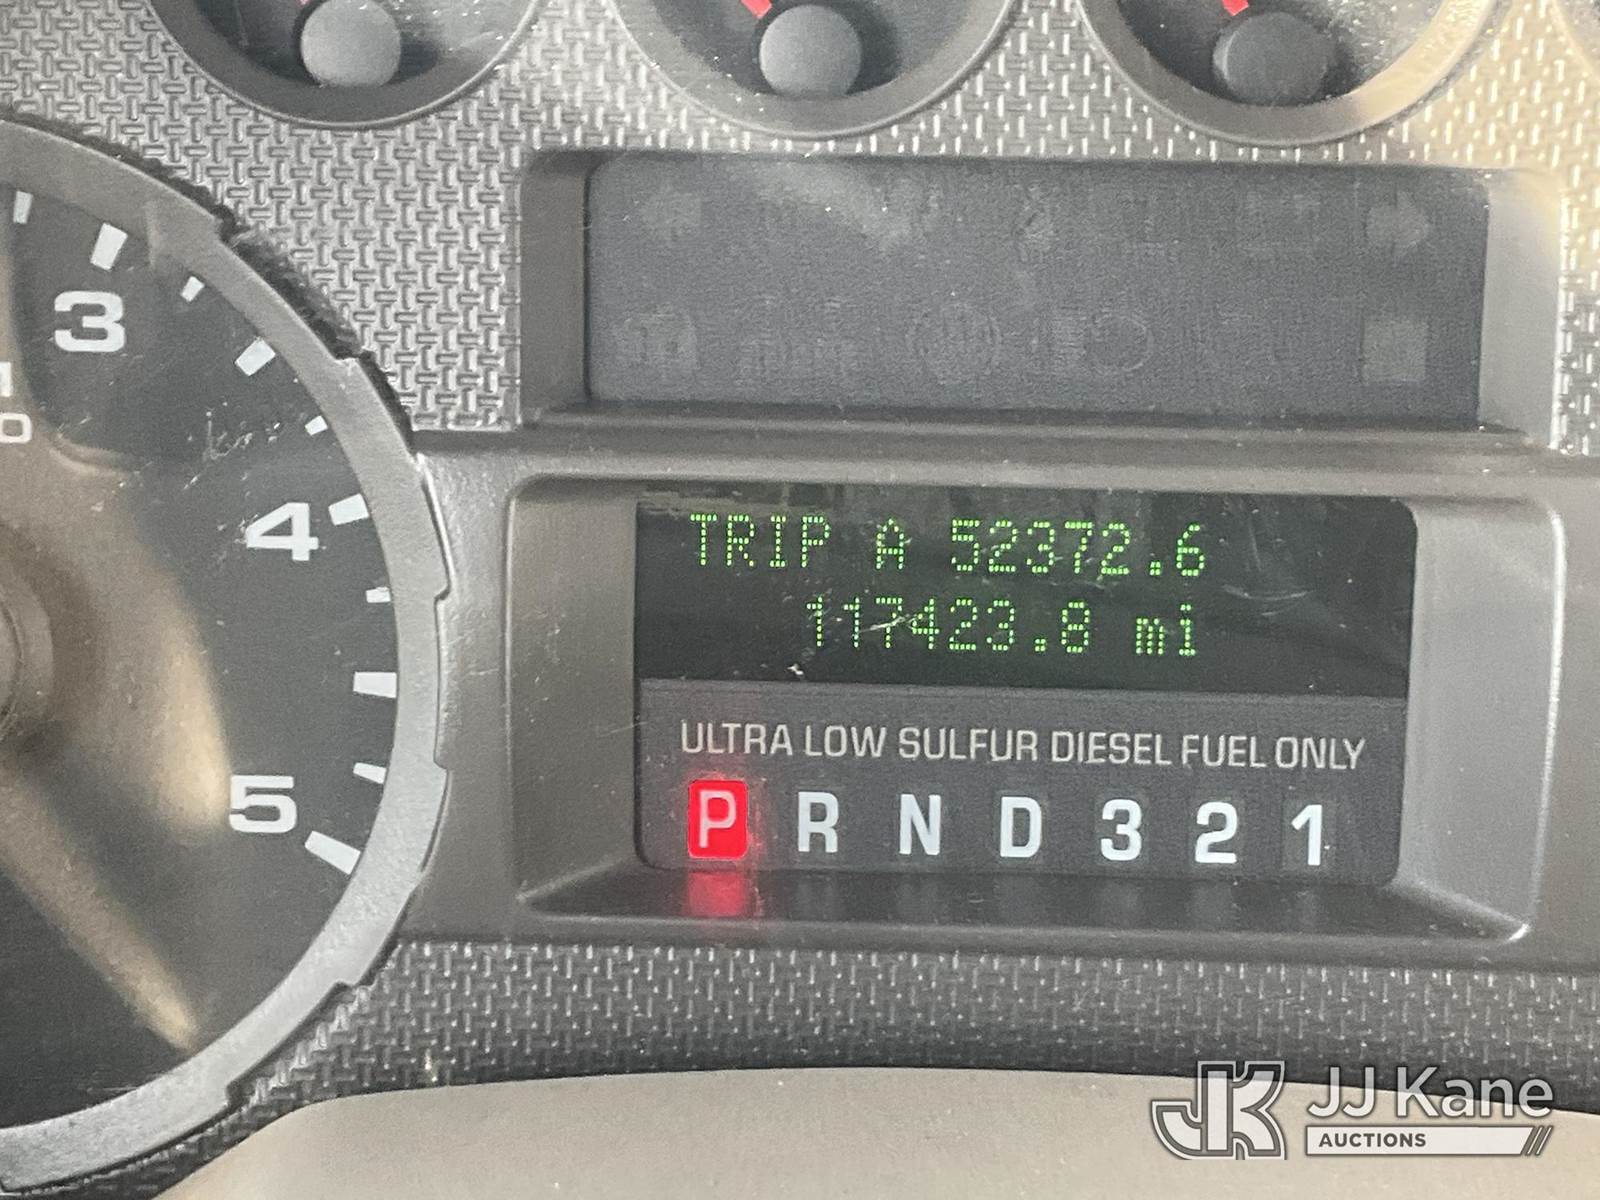 3
4
5
TRIP A 52372.6
117423.8 mi
ULTRA LOW SULFUR DIESEL FUEL ONLY
P R N D 3 2 1
JK JJ Kane
AUCTIONS